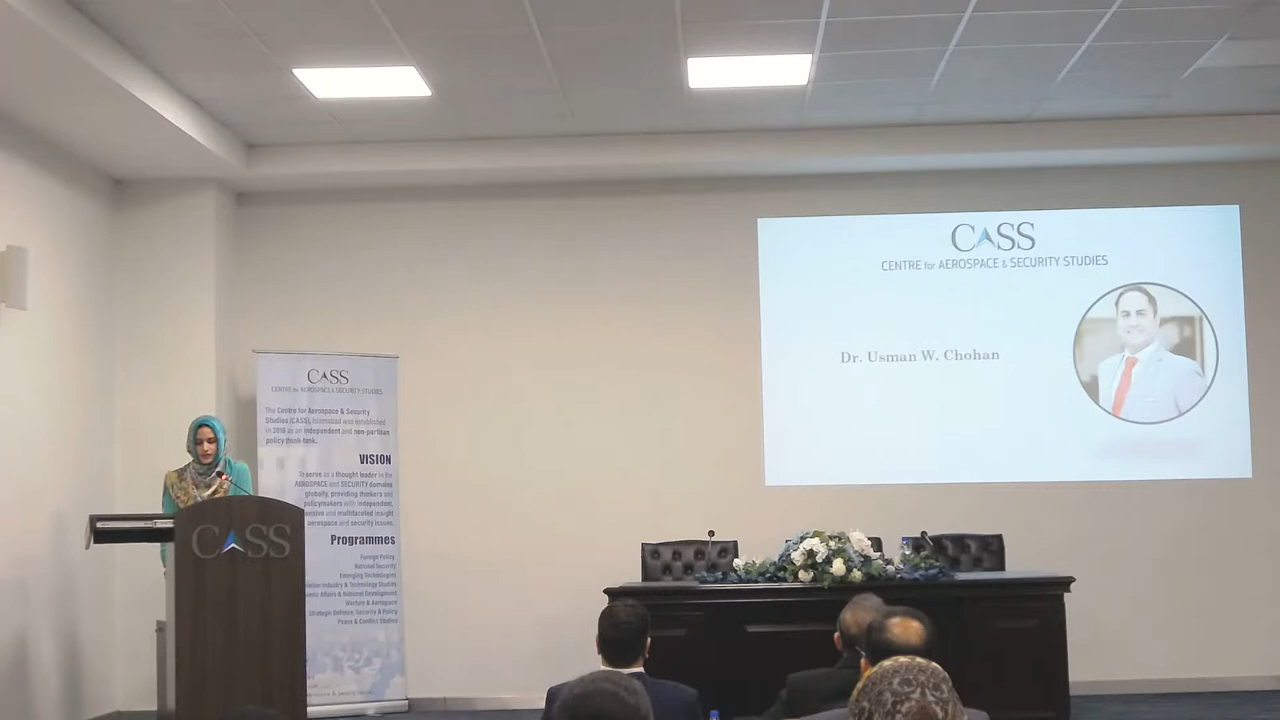 CASS
CENTRE for AEROSPACE & SECURITY STUDIES
Dr. Usman W. Chohan
CASS
CENTRE for AEROSPACE & SECURITY STUDIES
The Centre for Aerospace & Security
Studies (CASS), Islamabad was established
in 2018 as an independent and non-partisan
policy think-tank.
VISION
To serve as a thought leader in the
AEROSPACE and SECURITY domains
globally, providing thinkers and
policymakers with independent,
and multifaceted insight
aerospace and security issues.
Programmes
Foreign Policy
National Security
Emerging Technologies
Industry & Technology Studies
Affairs & National Development
Warfare & Aerospace
Strategic Defence, Security & Policy
Peace & Conflict Studies
CASS